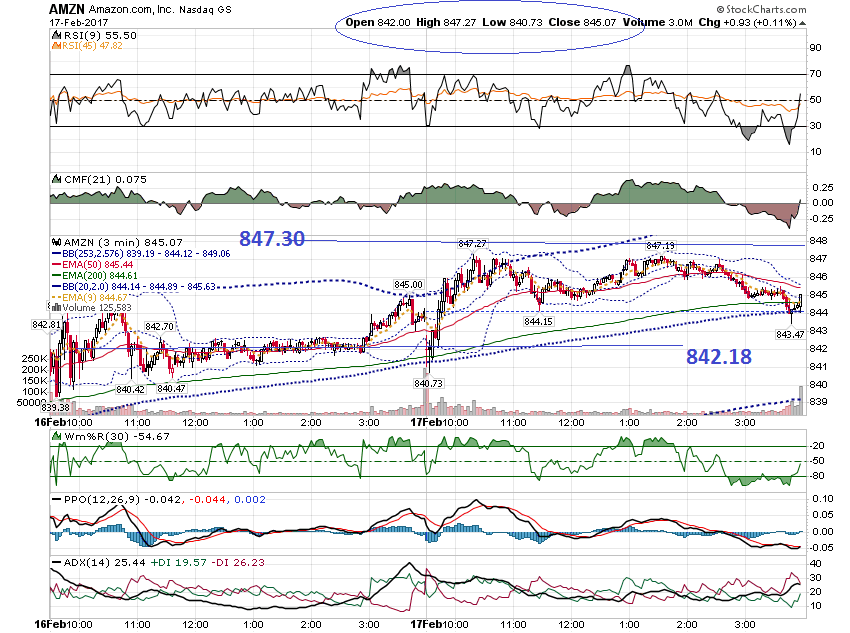 AMZN Amazon.com, Inc. Nasdaq GS © StockCharts.com
17-Feb-2017 Open 842.00 High 847.27 Low 840.73 Close 845.07 Volume 3.0M Chg +0.93 (+0.11%)
RSI(9) 55.50
RSI(45) 47.82
90
70
50
30
10
CMF(21) 0.075
0.25
0.00
-0.25
AMZN (3 min) 845.07
BB(253,2.576) 839.19 - 844.12 - 849.06
EMA(50) 845.44
EMA(200) 844.61
BB(20,2.0) 844.14 - 844.89 - 845.63
EMA(9) 844.67
Volume 125,583
847.30
847.27
847.19
845.00
842.81
842.70
844.15
843.47
842.18
840.42
840.47
840.73
839.38
848
847
846
845
844
843
842
841
840
839
250K
200K
150K
100K
50000
16Feb 10:00 11:00 12:00 1:00 2:00 3:00 17Feb 10:00 11:00 12:00 1:00 2:00 3:00
Wm%R(30) -54.67
-20
-50
-80
PPO(12,26,9) -0.042, -0.044, 0.002
0.10
0.05
0.00
-0.05
ADX(14) 25.44 +DI 19.57 -DI 26.23
40
30
20
10
16Feb 10:00 11:00 12:00 1:00 2:00 3:00 17Feb 10:00 11:00 12:00 1:00 2:00 3:00